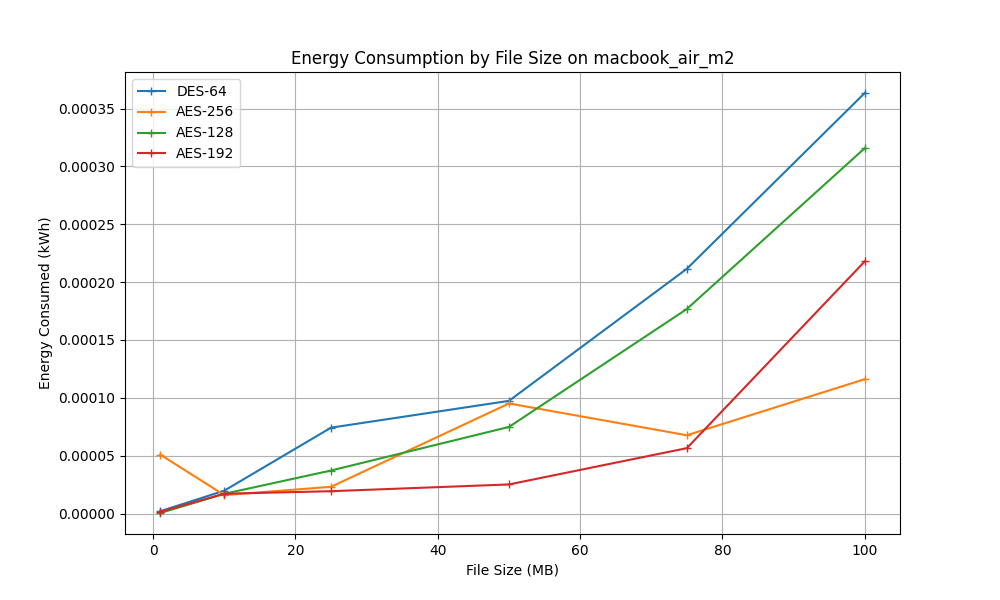 Energy Consumption by File Size on macbook_air_m2
DES-64
AES-256
AES-128
AES-192
0.00035
0.00030
0.00025
0.00020
0.00015
0.00010
0.00005
0.00000
Energy Consumed (kWh)
0 20 40 60 80 100
File Size (MB)